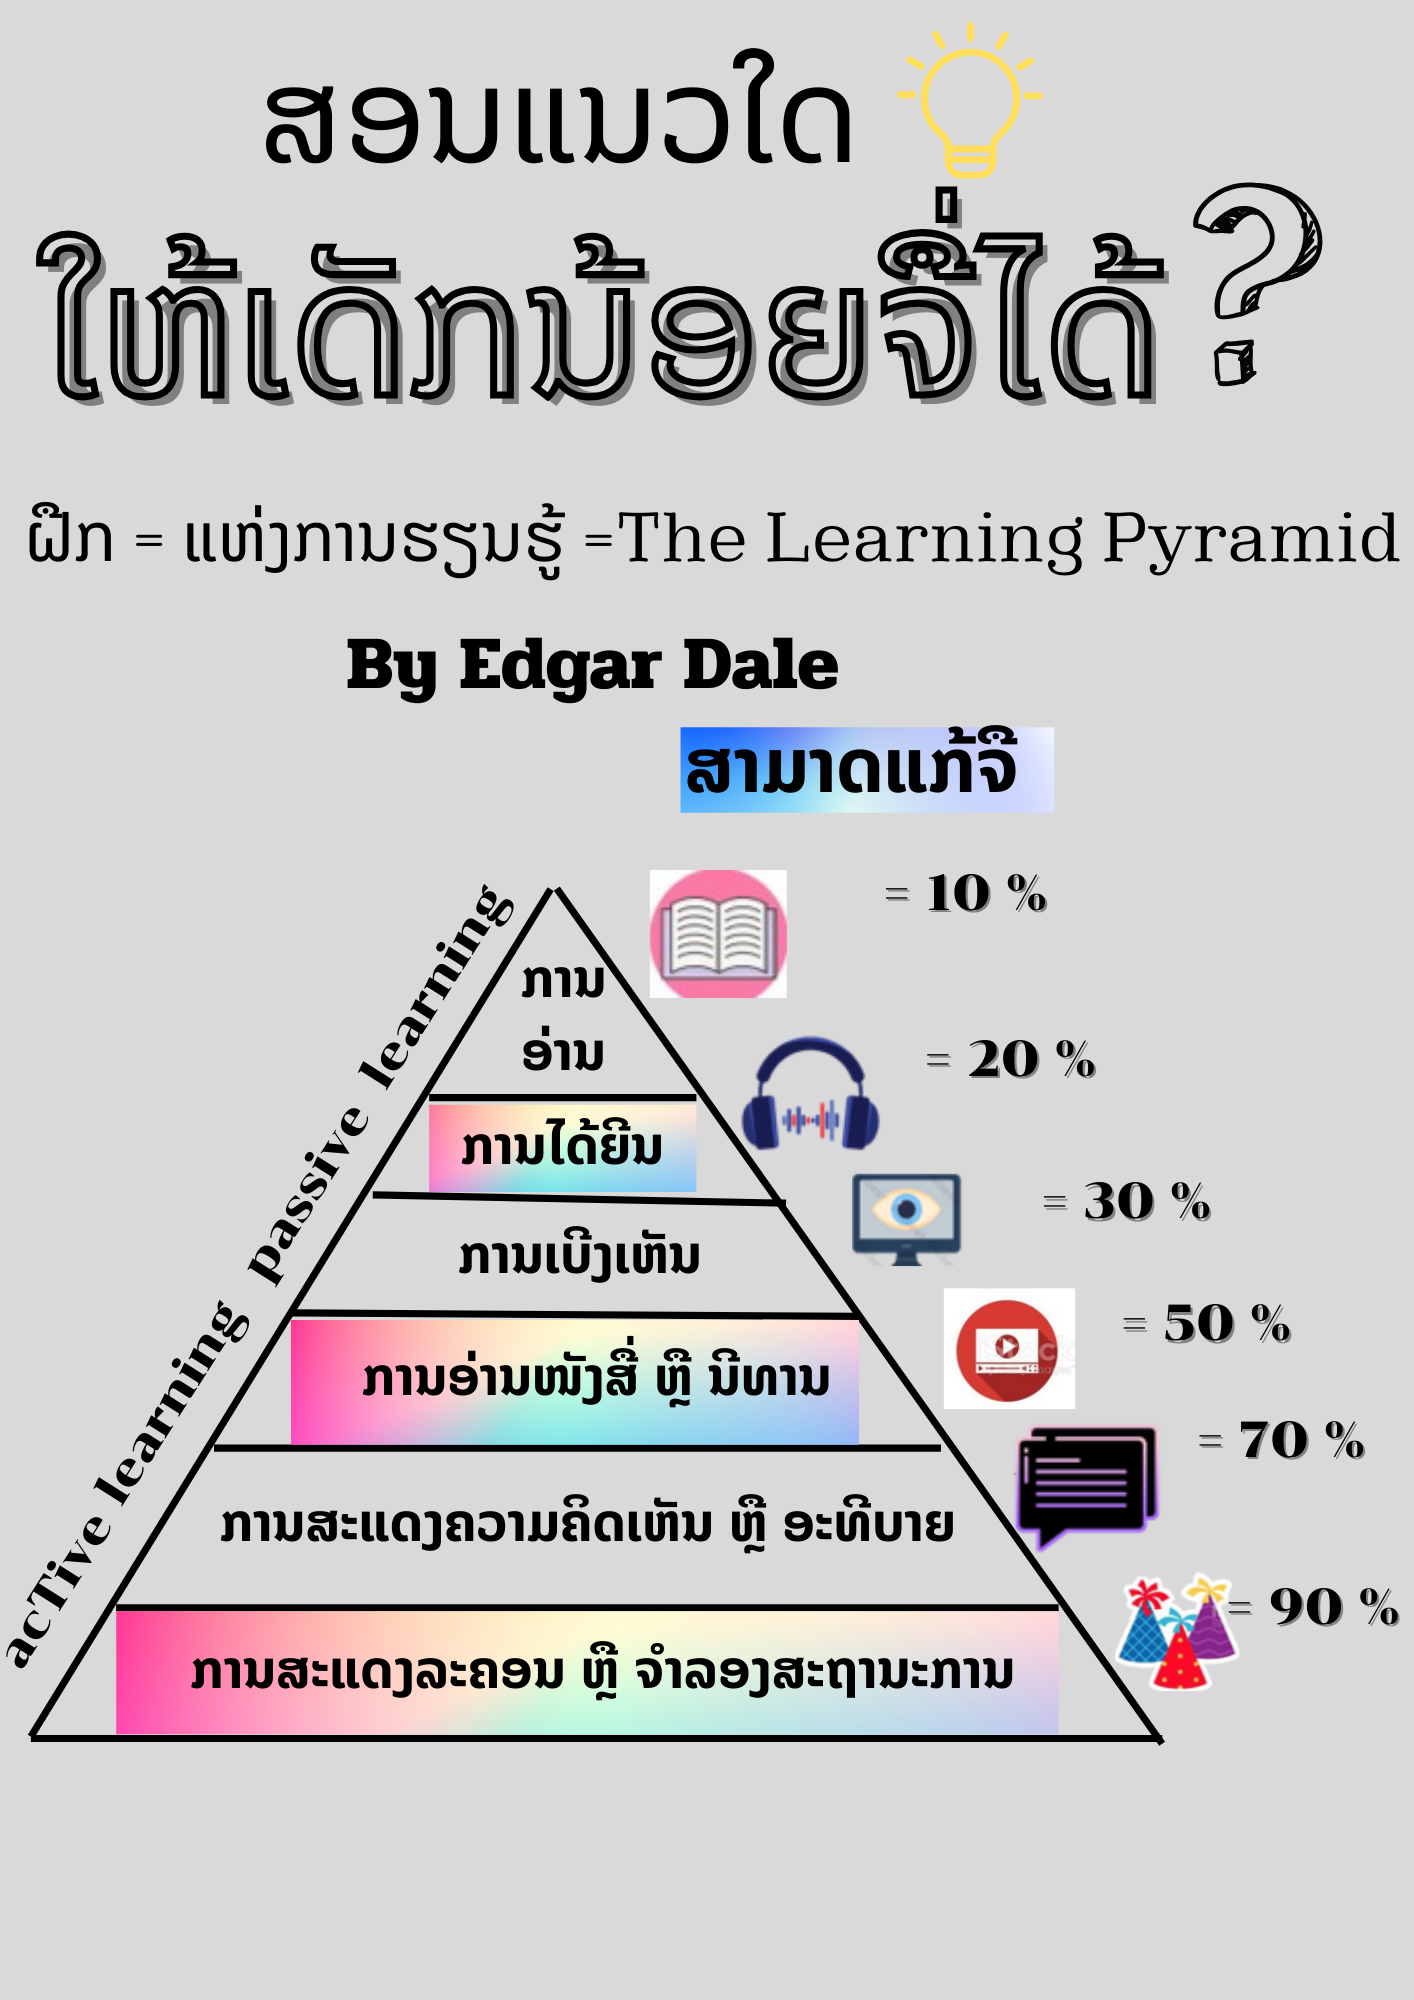 ສອນແນວໃດ
ໃຫ້ເດັກນ້ອຍຈື່ໄດ້?
ຝຶກ = ແຫ່ງການຮຽນຮູ້ =The Learning Pyramid
By Edgar Dale
ສາມາດແກ້ຈື
= 10 %
ການ
ອ່ານ
= 20 %
ການໄດ້ຍີນ
= 30 %
ການເບີງເຫັນ
= 50 %
ການອ່ານໜັງສື່ ຫຼື ນີທານ
= 70 %
ການສະແດງຄວາມຄິດເຫັນ ຫຼື ອະທິບາຍ
= 90 %
ການສະແດງລະຄອນ ຫຼື ຈຳລອງສະຖານະການ
passive learning
acTive learning